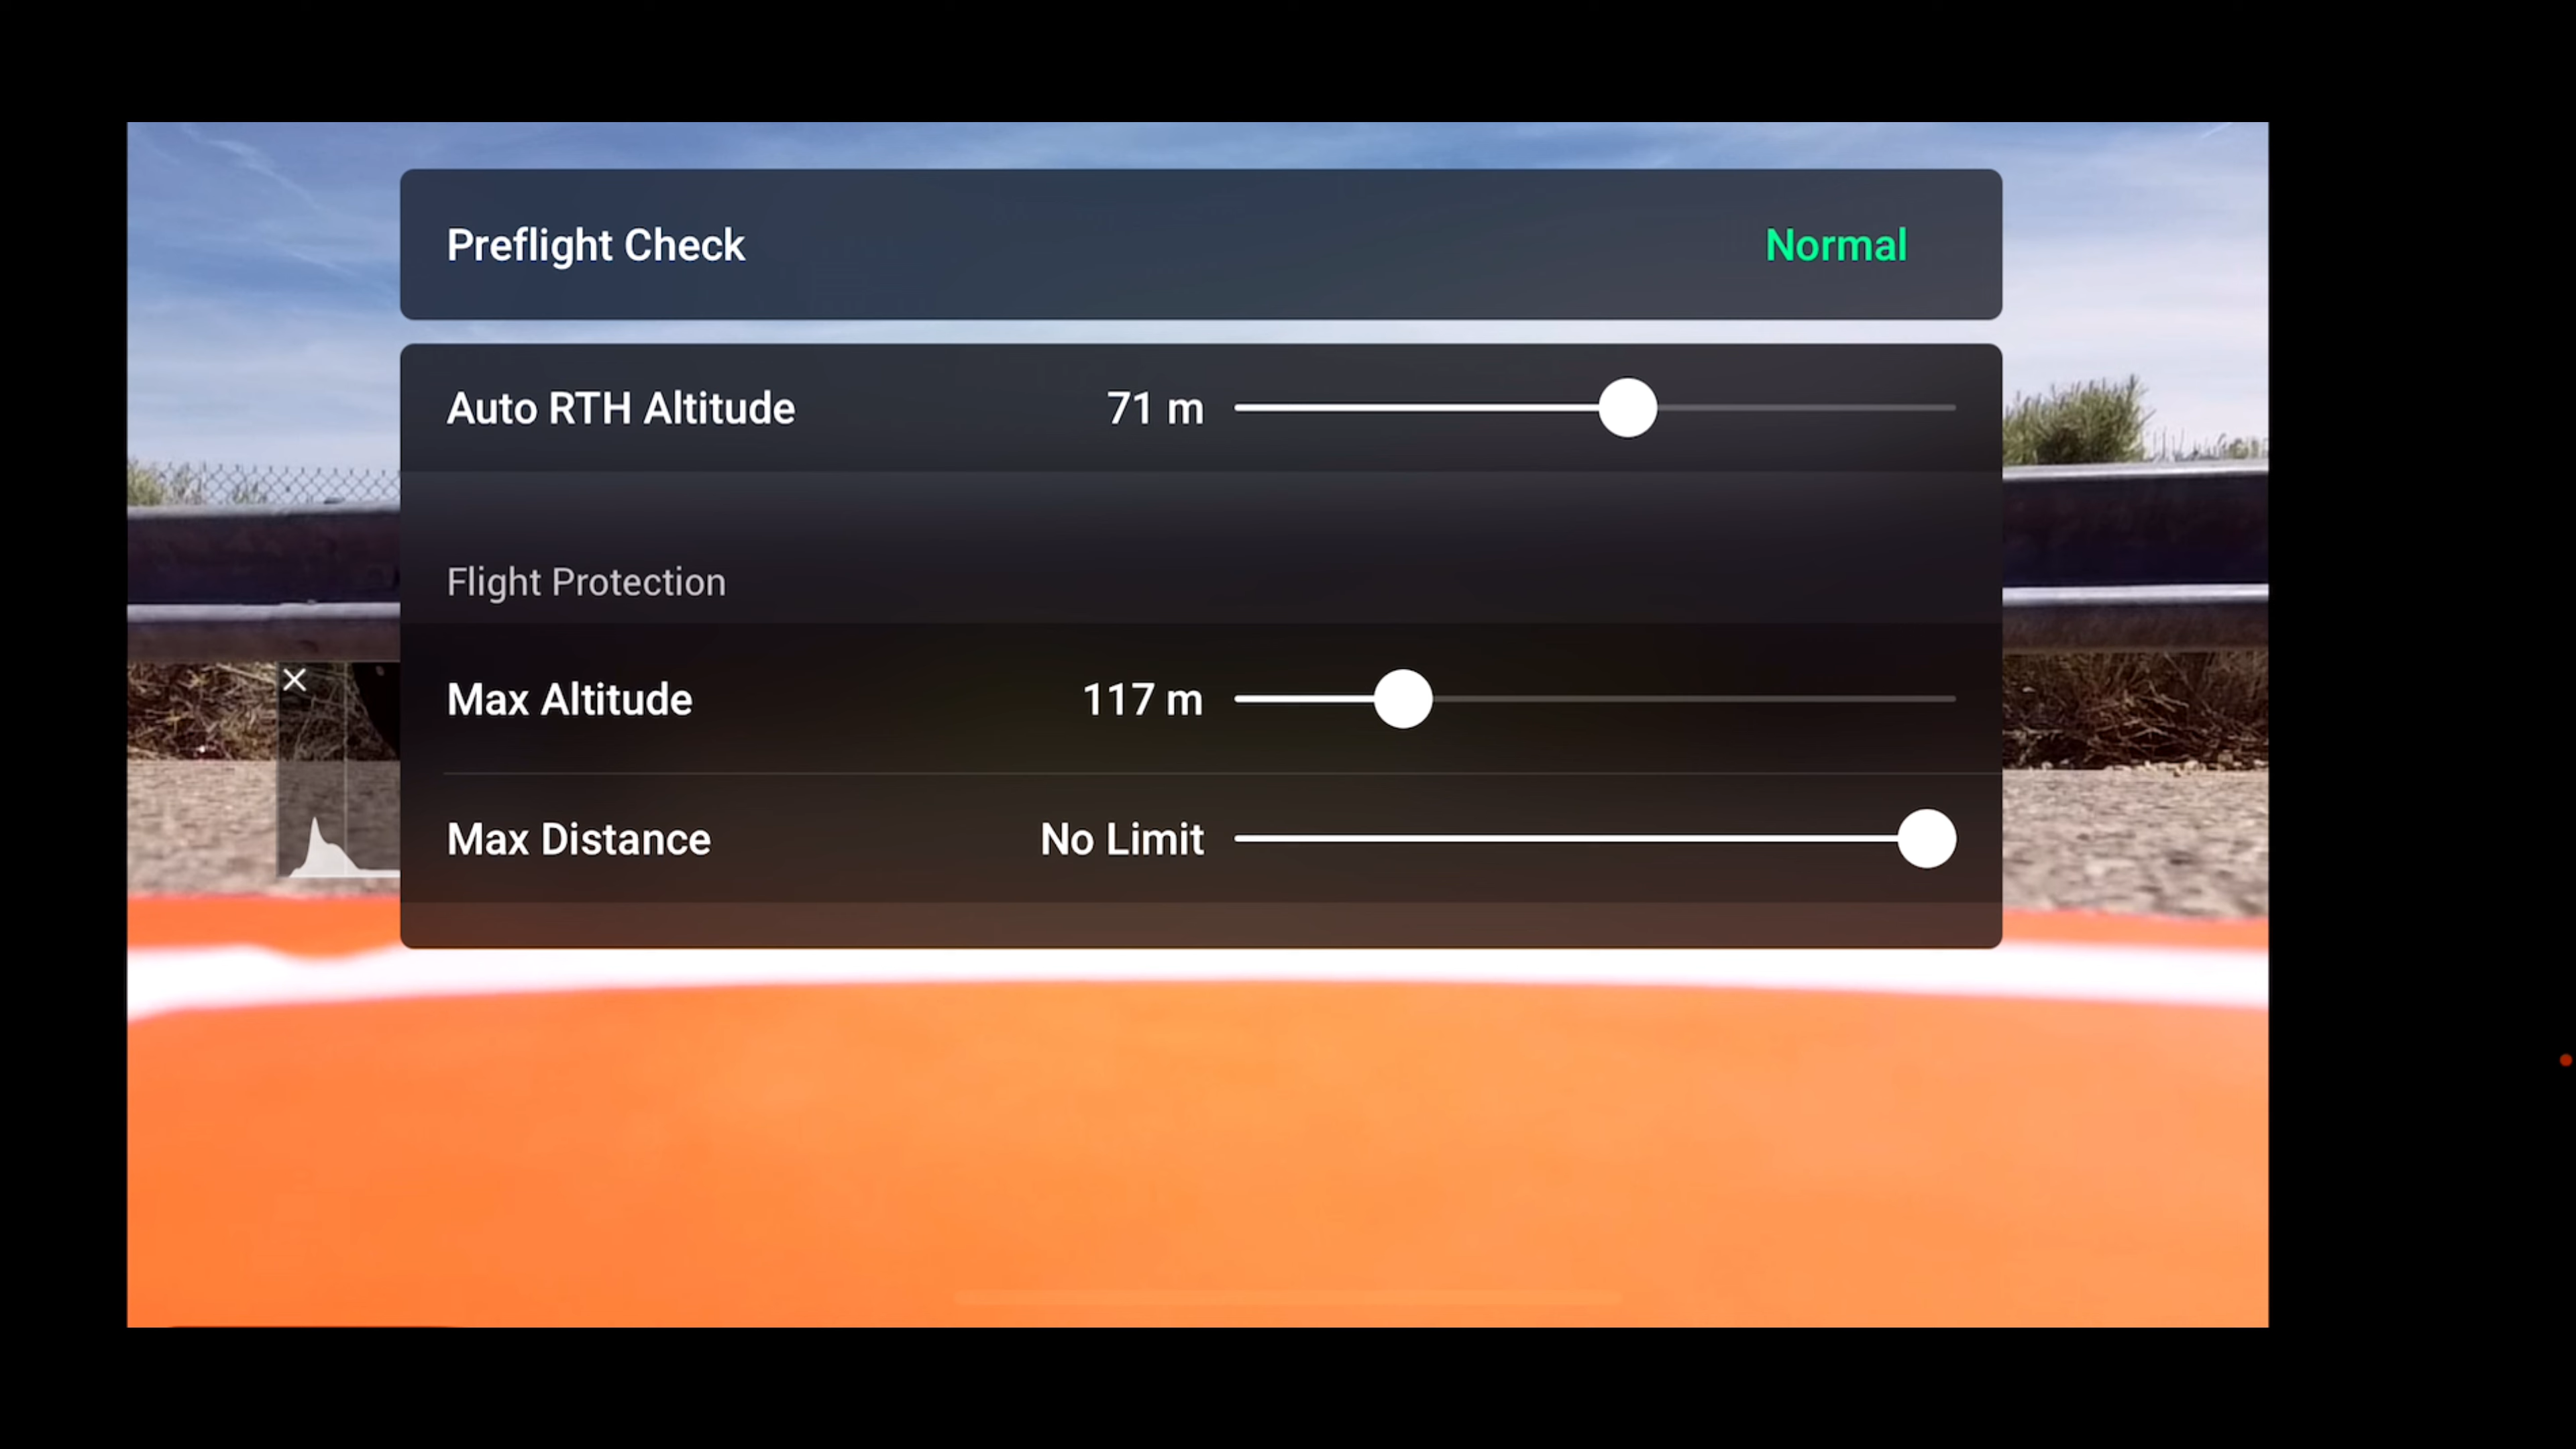 Preflight Check Normal
Auto RTH Altitude 71 m
Flight Protection
Max Altitude 117 m
Max Distance No Limit